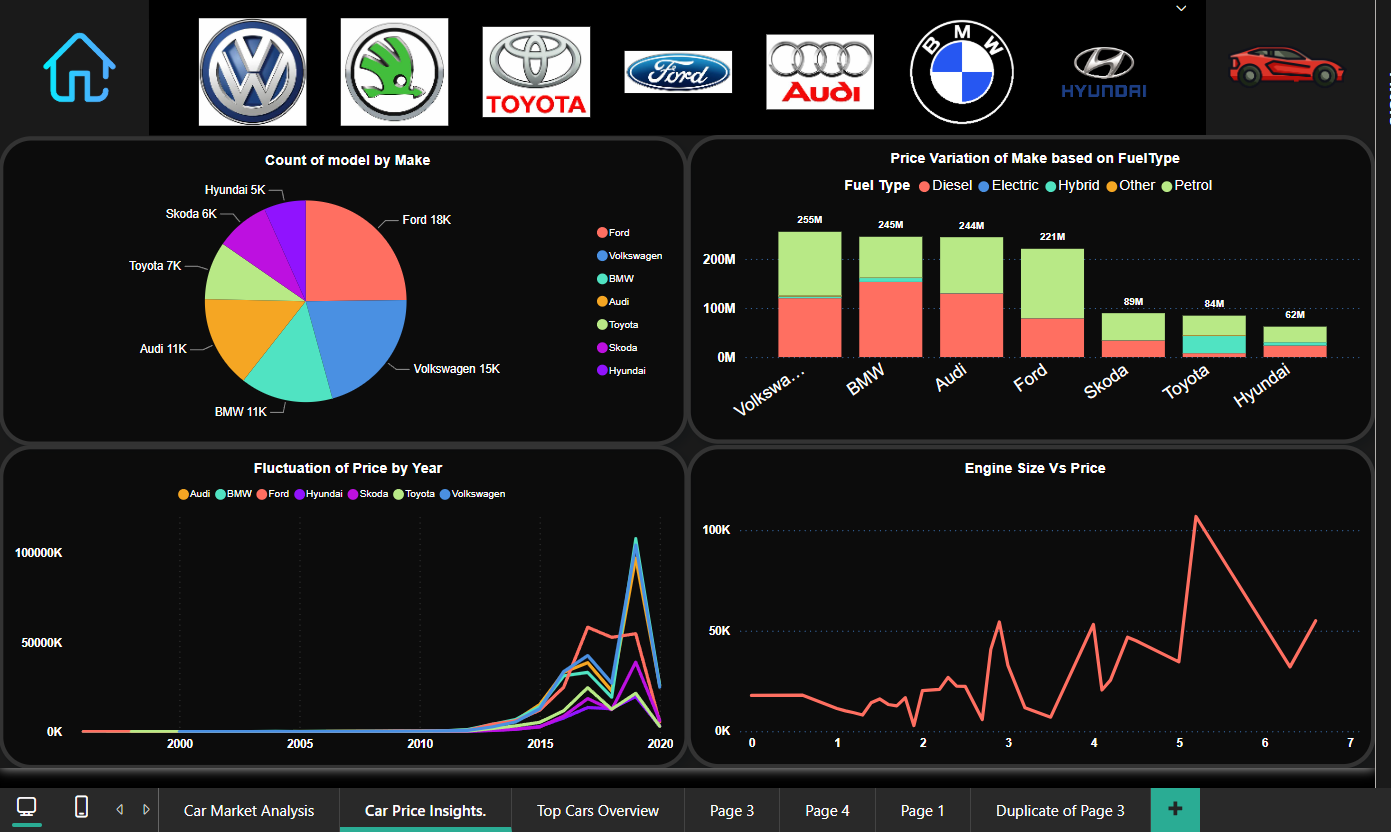 TOYOTA
Ford
Audi
BMW
HYUNDAI
Count of model by Make
Hyundai 5K
Skoda 6K
Toyota 7K
Audi 11K
BMW 11K
Ford 18K
Volkswagen 15K
Ford
Volkswagen
BMW
Audi
Toyota
Skoda
Hyundai
Price Variation of Make based on FuelType
Fuel Type Diesel Electric Hybrid Other Petrol
255M 245M 244M 221M 89M 84M 62M
200M
100M
0M
Volkswa... BMW Audi Ford Skoda Toyota Hyundai
Fluctuation of Price by Year
Audi BMW Ford Hyundai Skoda Toyota Volkswagen
100000K
50000K
0K
2000 2005 2010 2015 2020
Engine Size Vs Price
100K
50K
0K
0 1 2 3 4 5 6 7
Car Market Analysis Car Price Insights. Top Cars Overview Page 3 Page 4 Page 1 Duplicate of Page 3 +